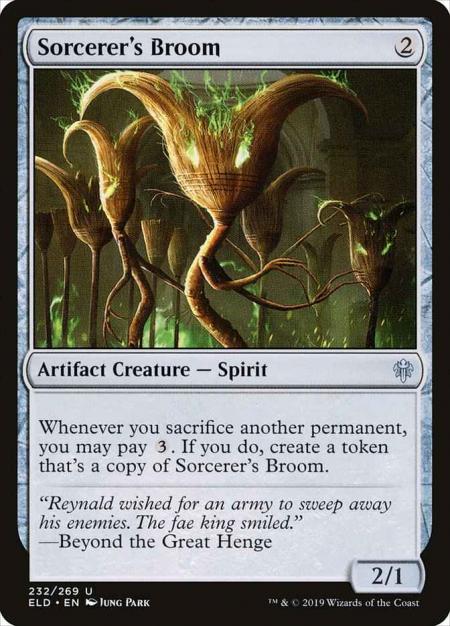 Sorcerer's Broom 2
Artifact Creature — Spirit
Whenever you sacrifice another permanent,
you may pay 3. If you do, create a token
that's a copy of Sorcerer's Broom.
"Reynald wished for an army to sweep away
his enemies. The fae king smiled."
—Beyond the Great Henge
2/1
232/269 U
ELD • EN Jung Park
™ & © 2019 Wizards of the Coast